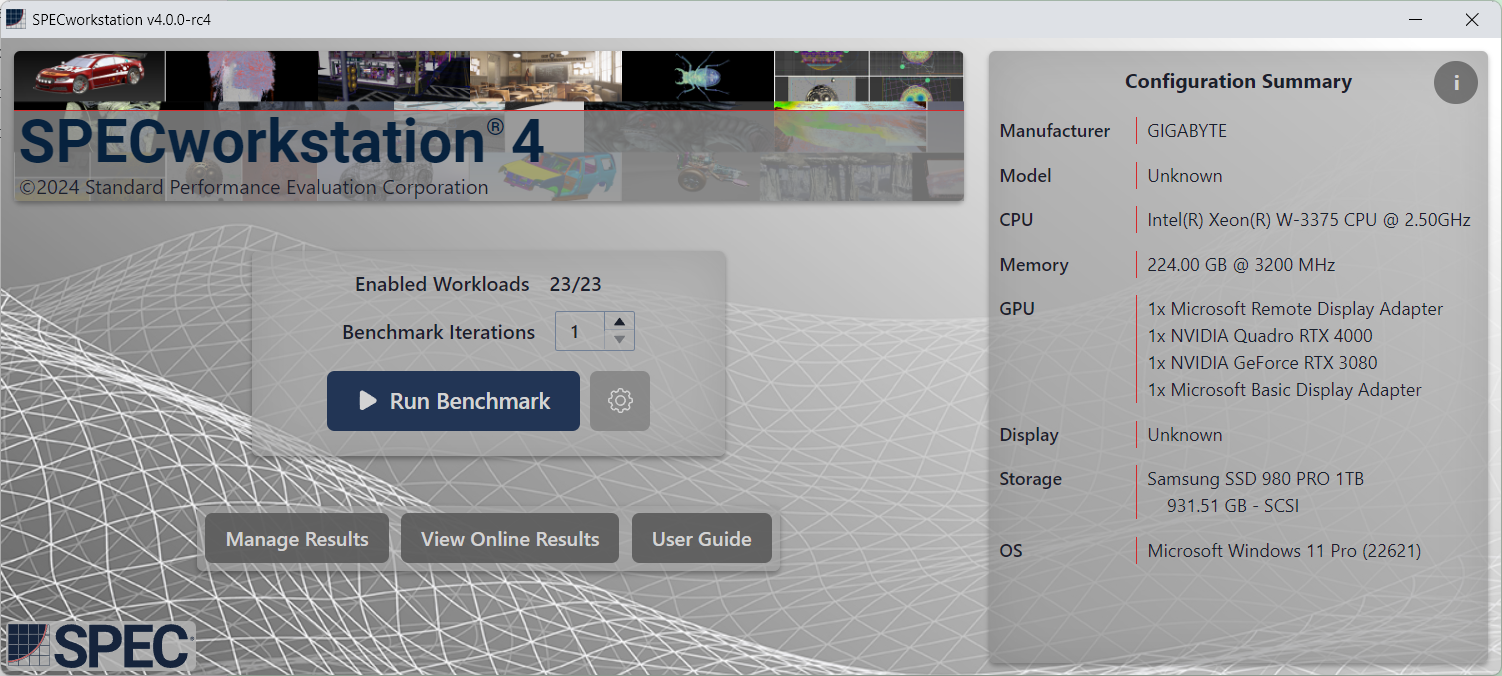 SPECworkstation v4.0.0-rc4
SPECworkstation® 4
©2024 Standard Performance Evaluation Corporation
Enabled Workloads 23/23
Benchmark Iterations 1
Run Benchmark
Manage Results View Online Results User Guide
SPEC®
Configuration Summary i
Manufacturer GIGABYTE
Model Unknown
CPU Intel(R) Xeon(R) W-3375 CPU @ 2.50GHz
Memory 224.00 GB @ 3200 MHz
GPU 1x Microsoft Remote Display Adapter
1x NVIDIA Quadro RTX 4000
1x NVIDIA GeForce RTX 3080
1x Microsoft Basic Display Adapter
Display Unknown
Storage Samsung SSD 980 PRO 1TB
931.51 GB - SCSI
OS Microsoft Windows 11 Pro (22621)